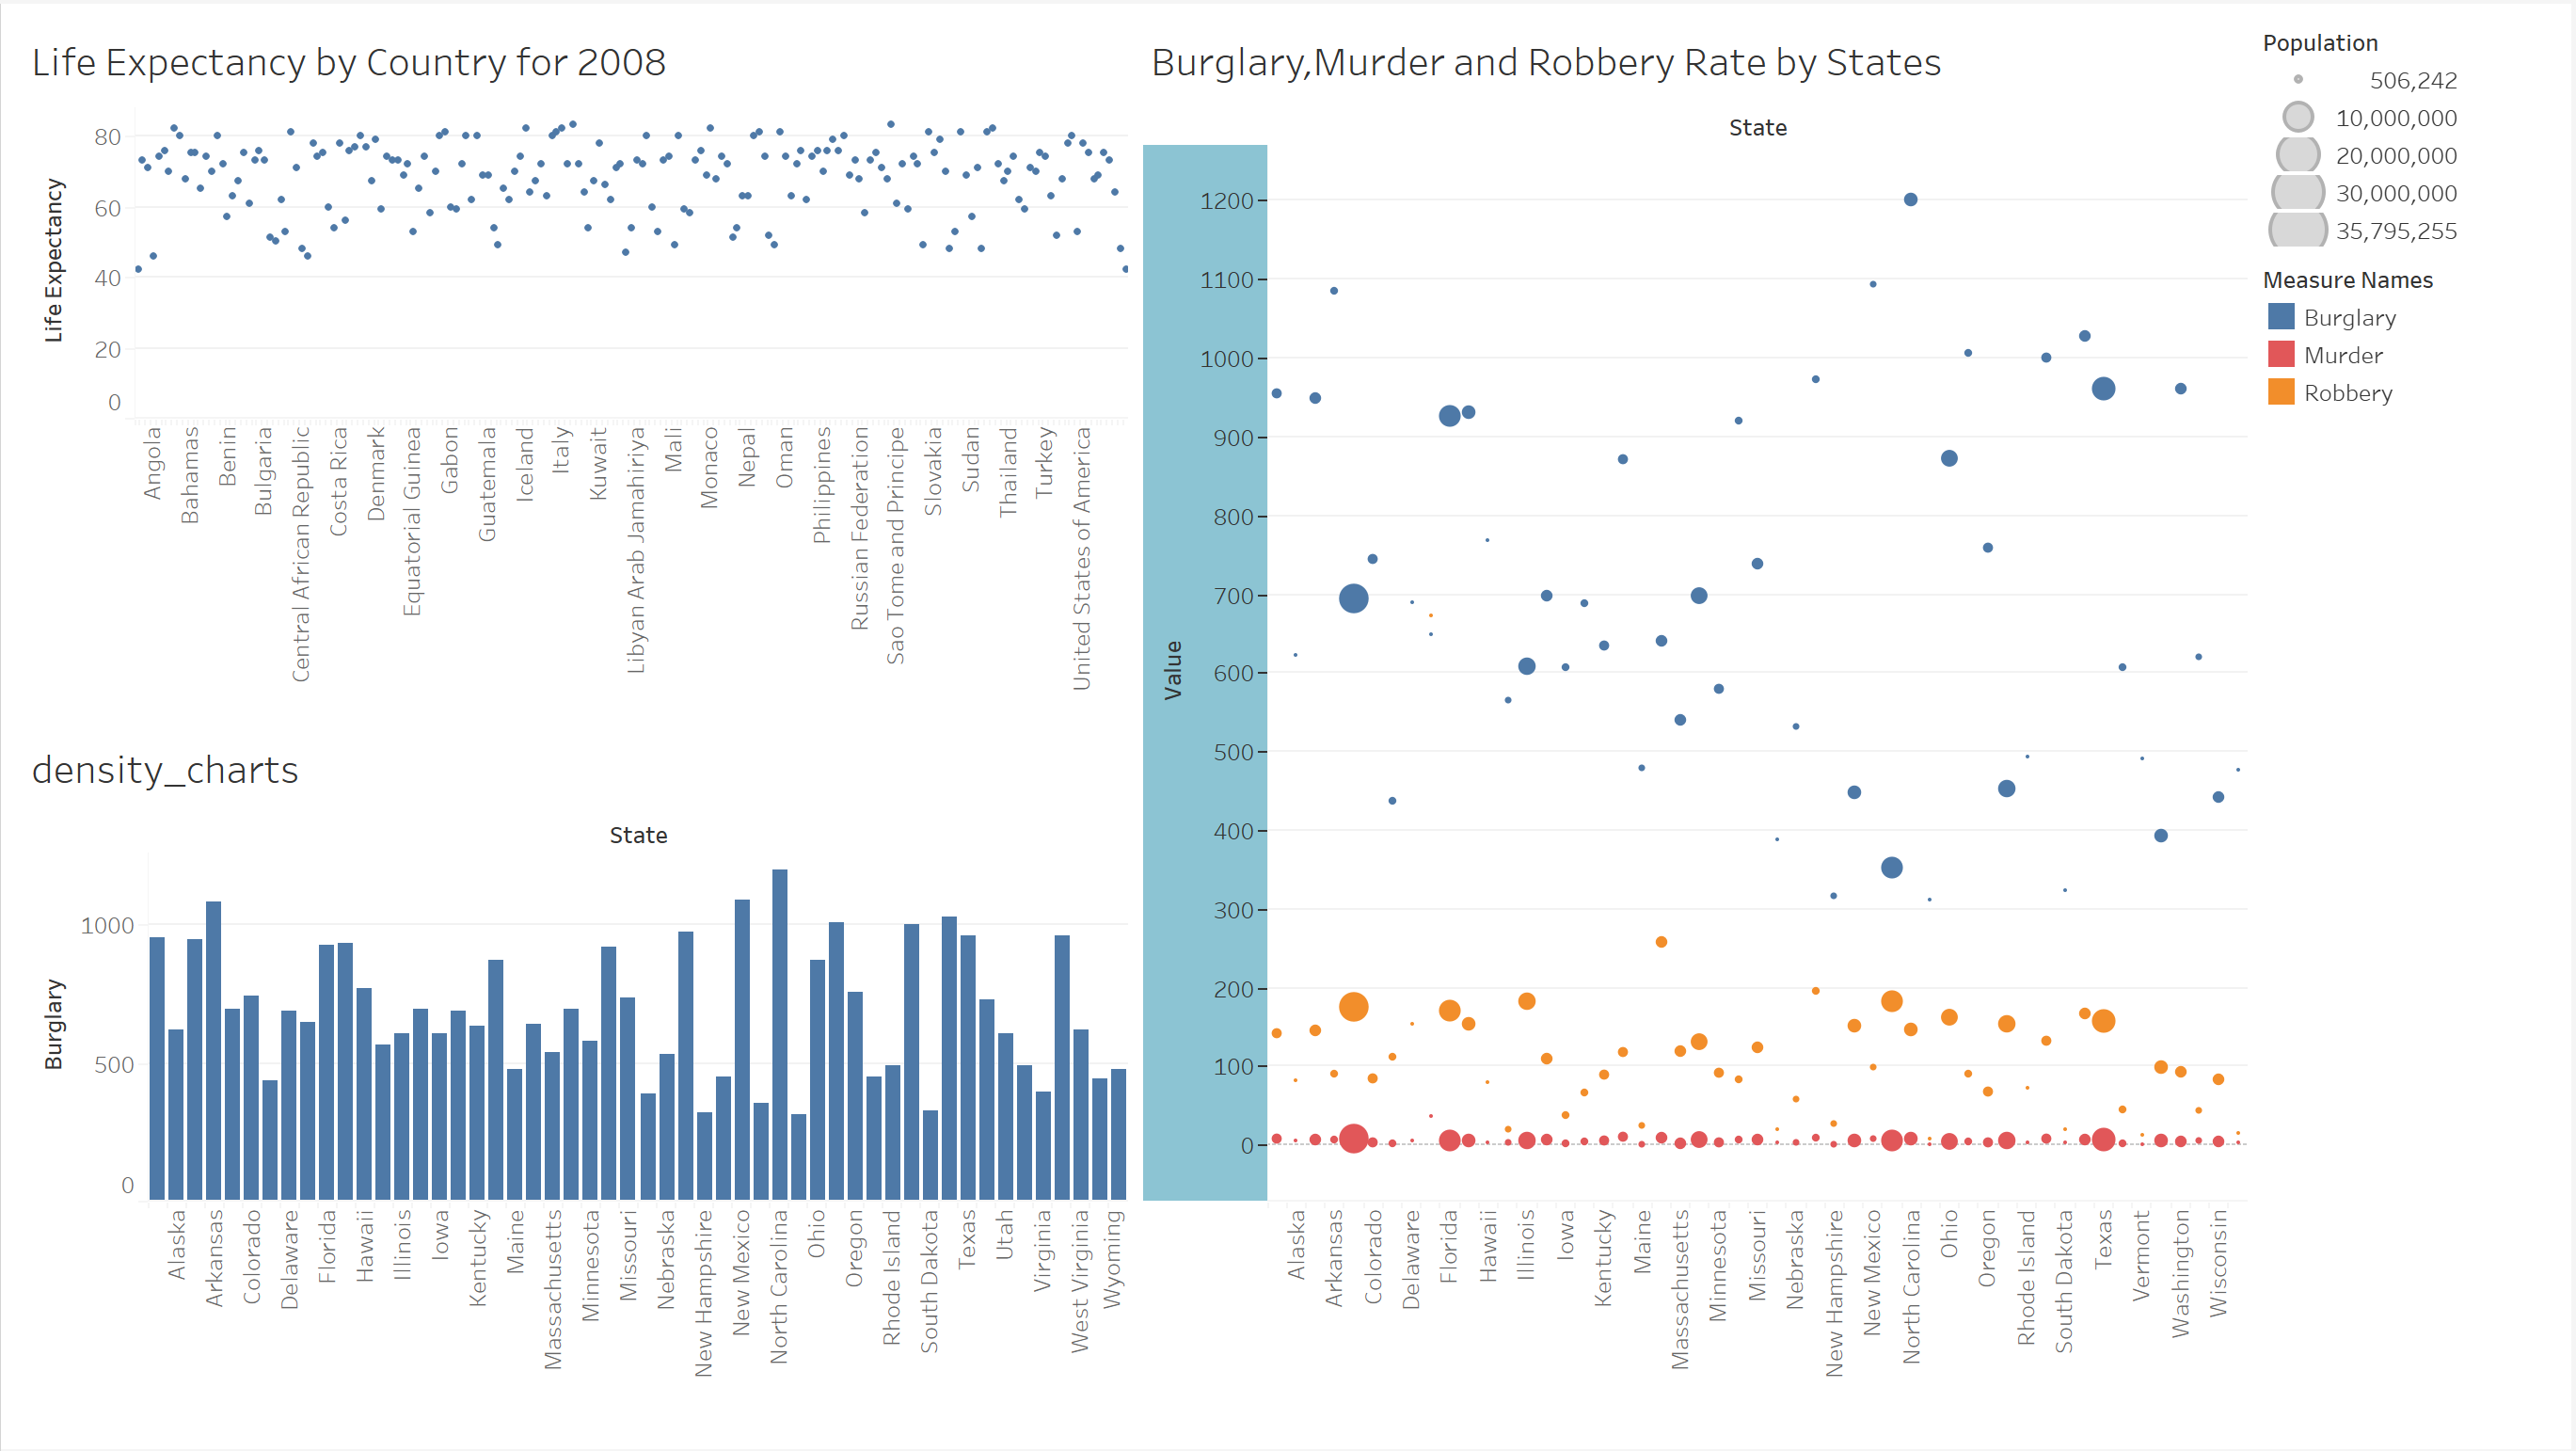 Life Expectancy by Country for 2008
Life Expectancy
80
60
40
20
0
Angola
Bahamas
Benin
Bulgaria
Central African Republic
Costa Rica
Denmark
Equatorial Guinea
Gabon
Guatemala
Iceland
Italy
Kuwait
Libyan Arab Jamahiriya
Mali
Monaco
Nepal
Oman
Philippines
Russian Federation
Sao Tome and Principe
Slovakia
Sudan
Thailand
Turkey
United States of America
density_charts
State
Burglary
1000
500
0
Alaska
Arkansas
Colorado
Delaware
Florida
Hawaii
Illinois
Iowa
Kentucky
Maine
Massachusetts
Minnesota
Missouri
Nebraska
New Hampshire
New Mexico
North Carolina
Ohio
Oregon
Rhode Island
South Dakota
Texas
Utah
Virginia
West Virginia
Wyoming
Burglary,Murder and Robbery Rate by States
State
Value
1200
1100
1000
900
800
700
600
500
400
300
200
100
0
Alaska
Arkansas
Colorado
Delaware
Florida
Hawaii
Illinois
Iowa
Kentucky
Maine
Massachusetts
Minnesota
Missouri
Nebraska
New Hampshire
New Mexico
North Carolina
Ohio
Oregon
Rhode Island
South Dakota
Texas
Vermont
Washington
Wisconsin
Population
506,242
10,000,000
20,000,000
30,000,000
35,795,255
Measure Names
Burglary
Murder
Robbery